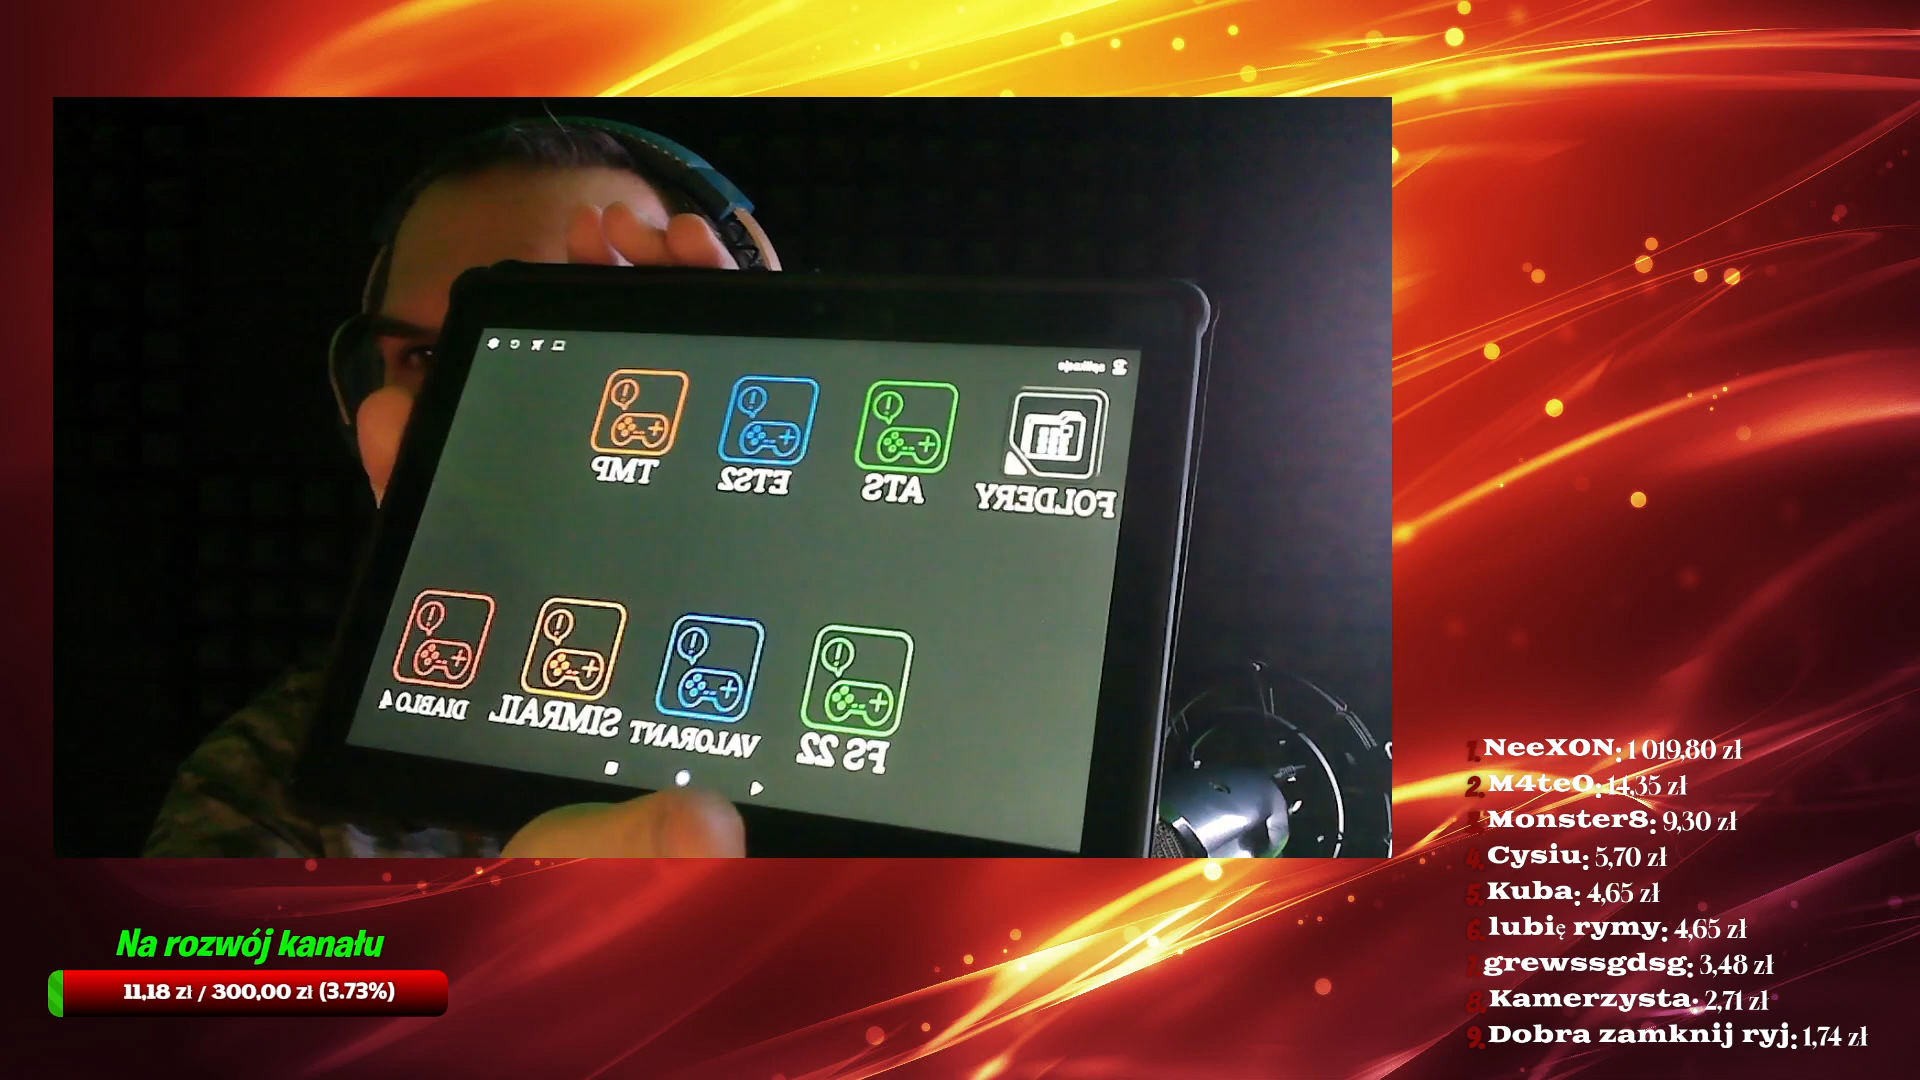 aplikacje
FOLDERY
ATS
ETS2
TMP
FS 22
VALORANT
SIMRAIL
DIABLO 4
1. NeeXON: 1 019,80 zł
2. M4teO: 14,35 zł
Monster8: 9,30 zł
4. Cysiu: 5,70 zł
5. Kuba: 4,65 zł
6. lubię rymy: 4,65 zł
7. grewssgdsg: 3,48 zł
8. Kamerzysta: 2,71 zł
9. Dobra zamknij ryj: 1,74 zł
Na rozwój kanału
11,18 zł / 300,00 zł (3.73%)